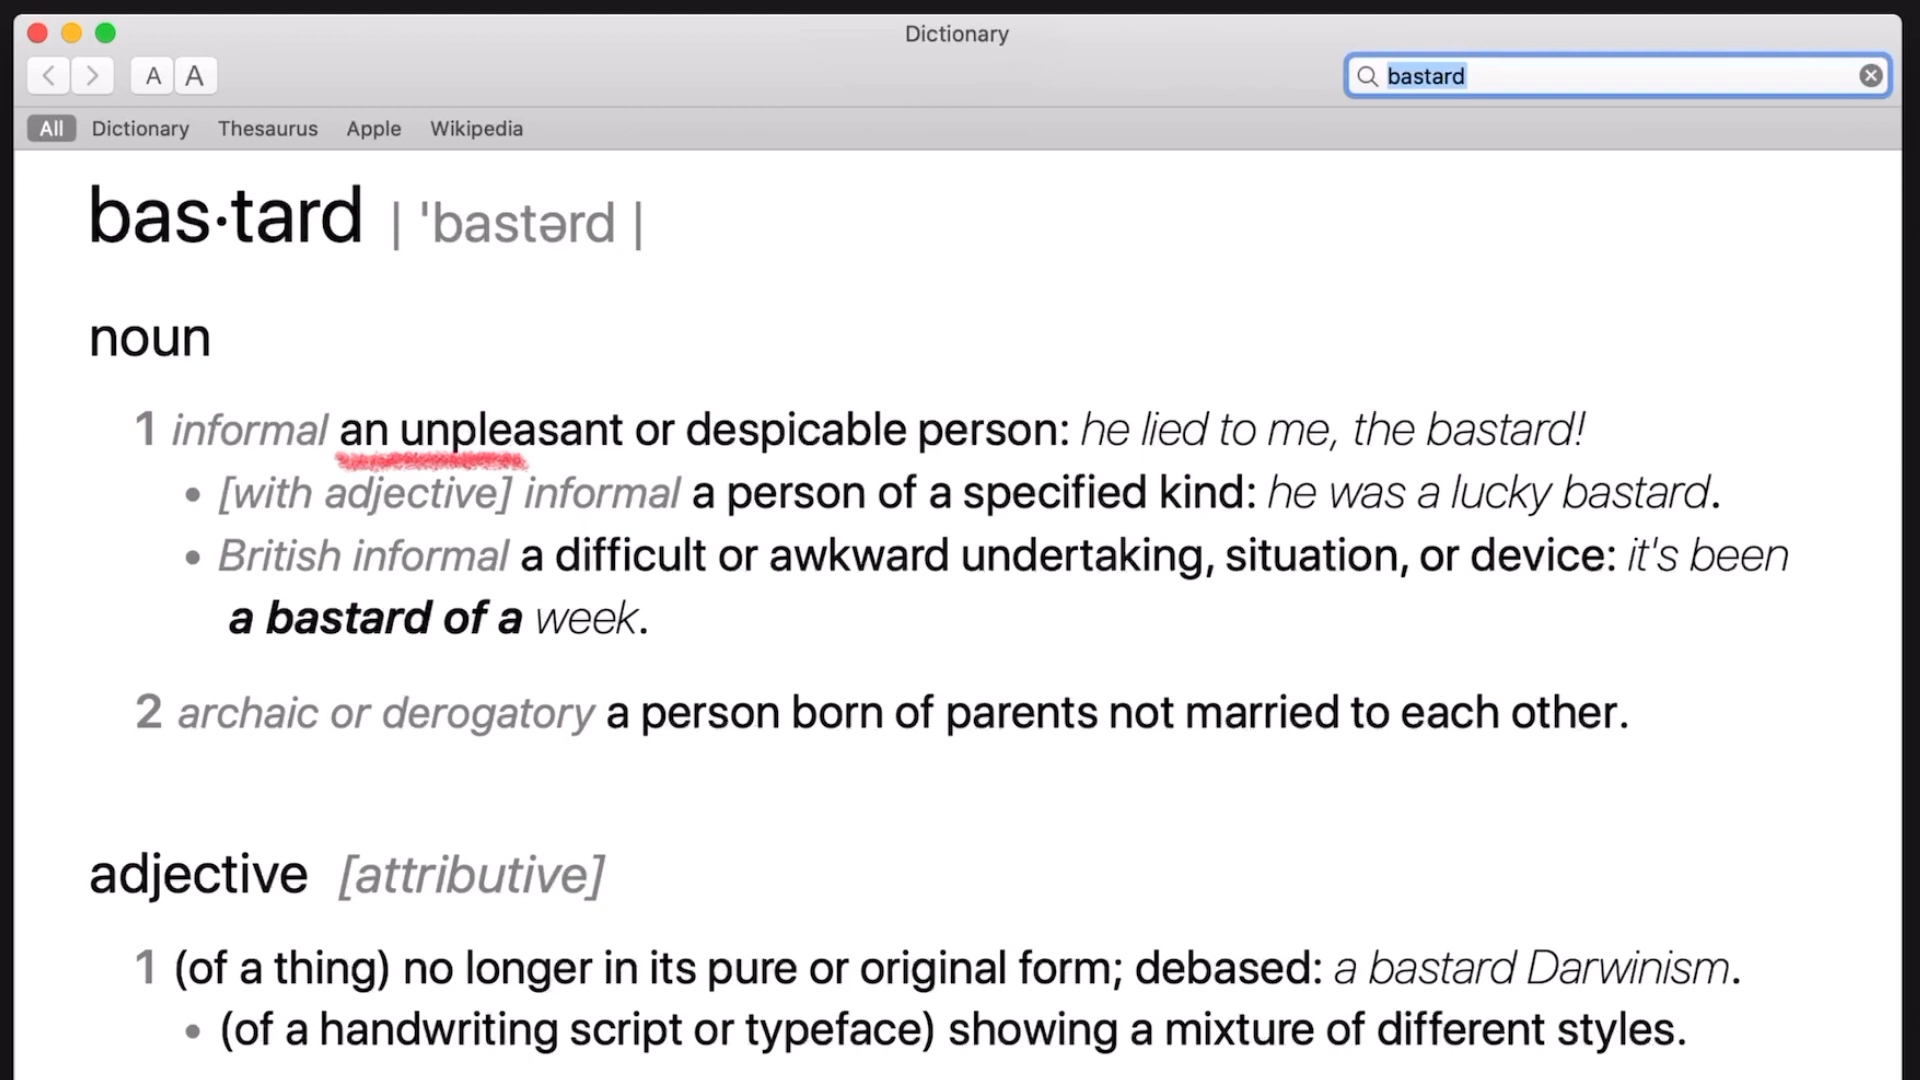 Dictionary
A A
bastard
All Dictionary Thesaurus Apple Wikipedia
bas·tard | ˈbastərd |
noun
1 informal an unpleasant or despicable person: he lied to me, the bastard!
• [with adjective] informal a person of a specified kind: he was a lucky bastard.
• British informal a difficult or awkward undertaking, situation, or device: it's been
a bastard of a week.
2 archaic or derogatory a person born of parents not married to each other.
adjective [attributive]
1 (of a thing) no longer in its pure or original form; debased: a bastard Darwinism.
• (of a handwriting script or typeface) showing a mixture of different styles.